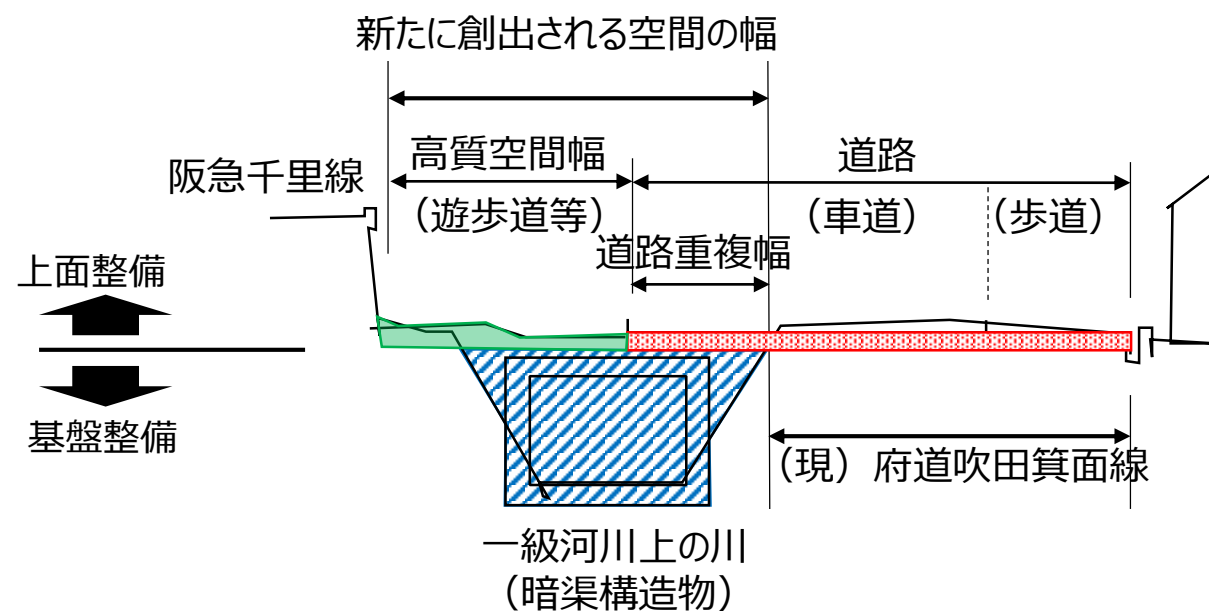 新たに創出される空間の幅
高質空間幅
道路
阪急千里線
（遊歩道等）
（車道）
（歩道）
道路重複幅
上面整備
基盤整備
（現）府道吹田箕面線
一級河川上の川
（暗渠構造物）